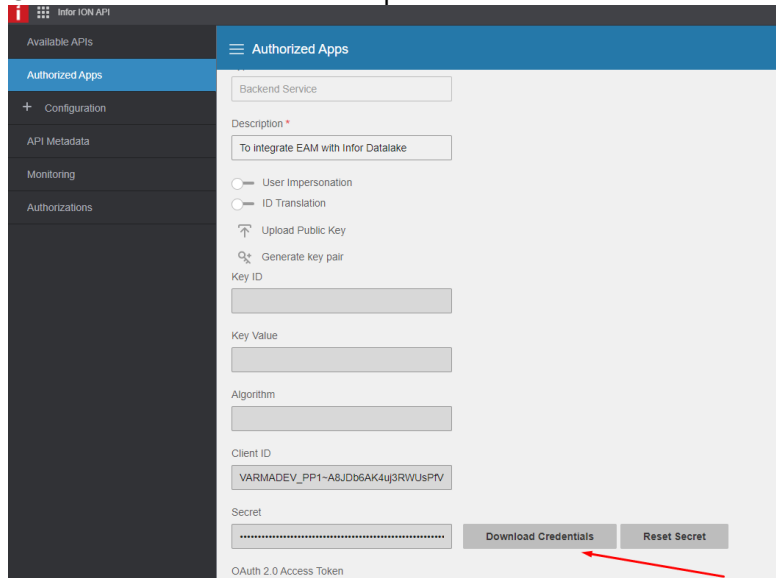 Infor ION API
Available APIs
Authorized Apps
Authorized Apps
+ Configuration
API Metadata
Monitoring
Authorizations
Backend Service
Description *
To integrate EAM with Infor Datalake
User Impersonation
ID Translation
Upload Public Key
Generate key pair
Key ID
Key Value
Algorithm
Client ID
VARMADEV_PP1~A8JDb6AK4uj3RWUsPfV
Secret
Download Credentials
Reset Secret
OAuth 2.0 Access Token